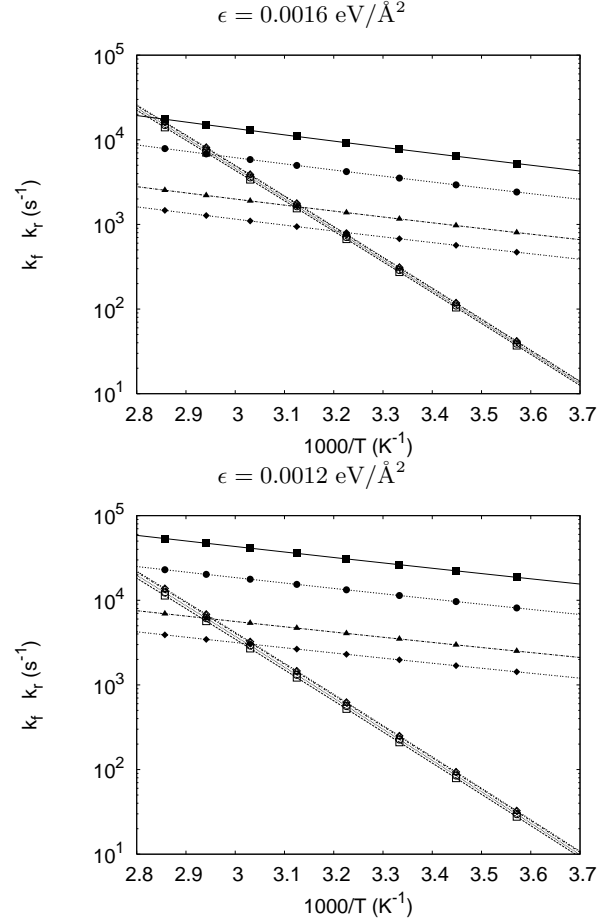 ϵ = 0.0016 eV/Å²
10⁵
10⁴
10³
10²
10¹
k_f k_r (s⁻¹)
2.8 2.9 3 3.1 3.2 3.3 3.4 3.5 3.6 3.7
1000/T (K⁻¹)
ϵ = 0.0012 eV/Å²
10⁵
10⁴
10³
10²
10¹
k_f k_r (s⁻¹)
2.8 2.9 3 3.1 3.2 3.3 3.4 3.5 3.6 3.7
1000/T (K⁻¹)